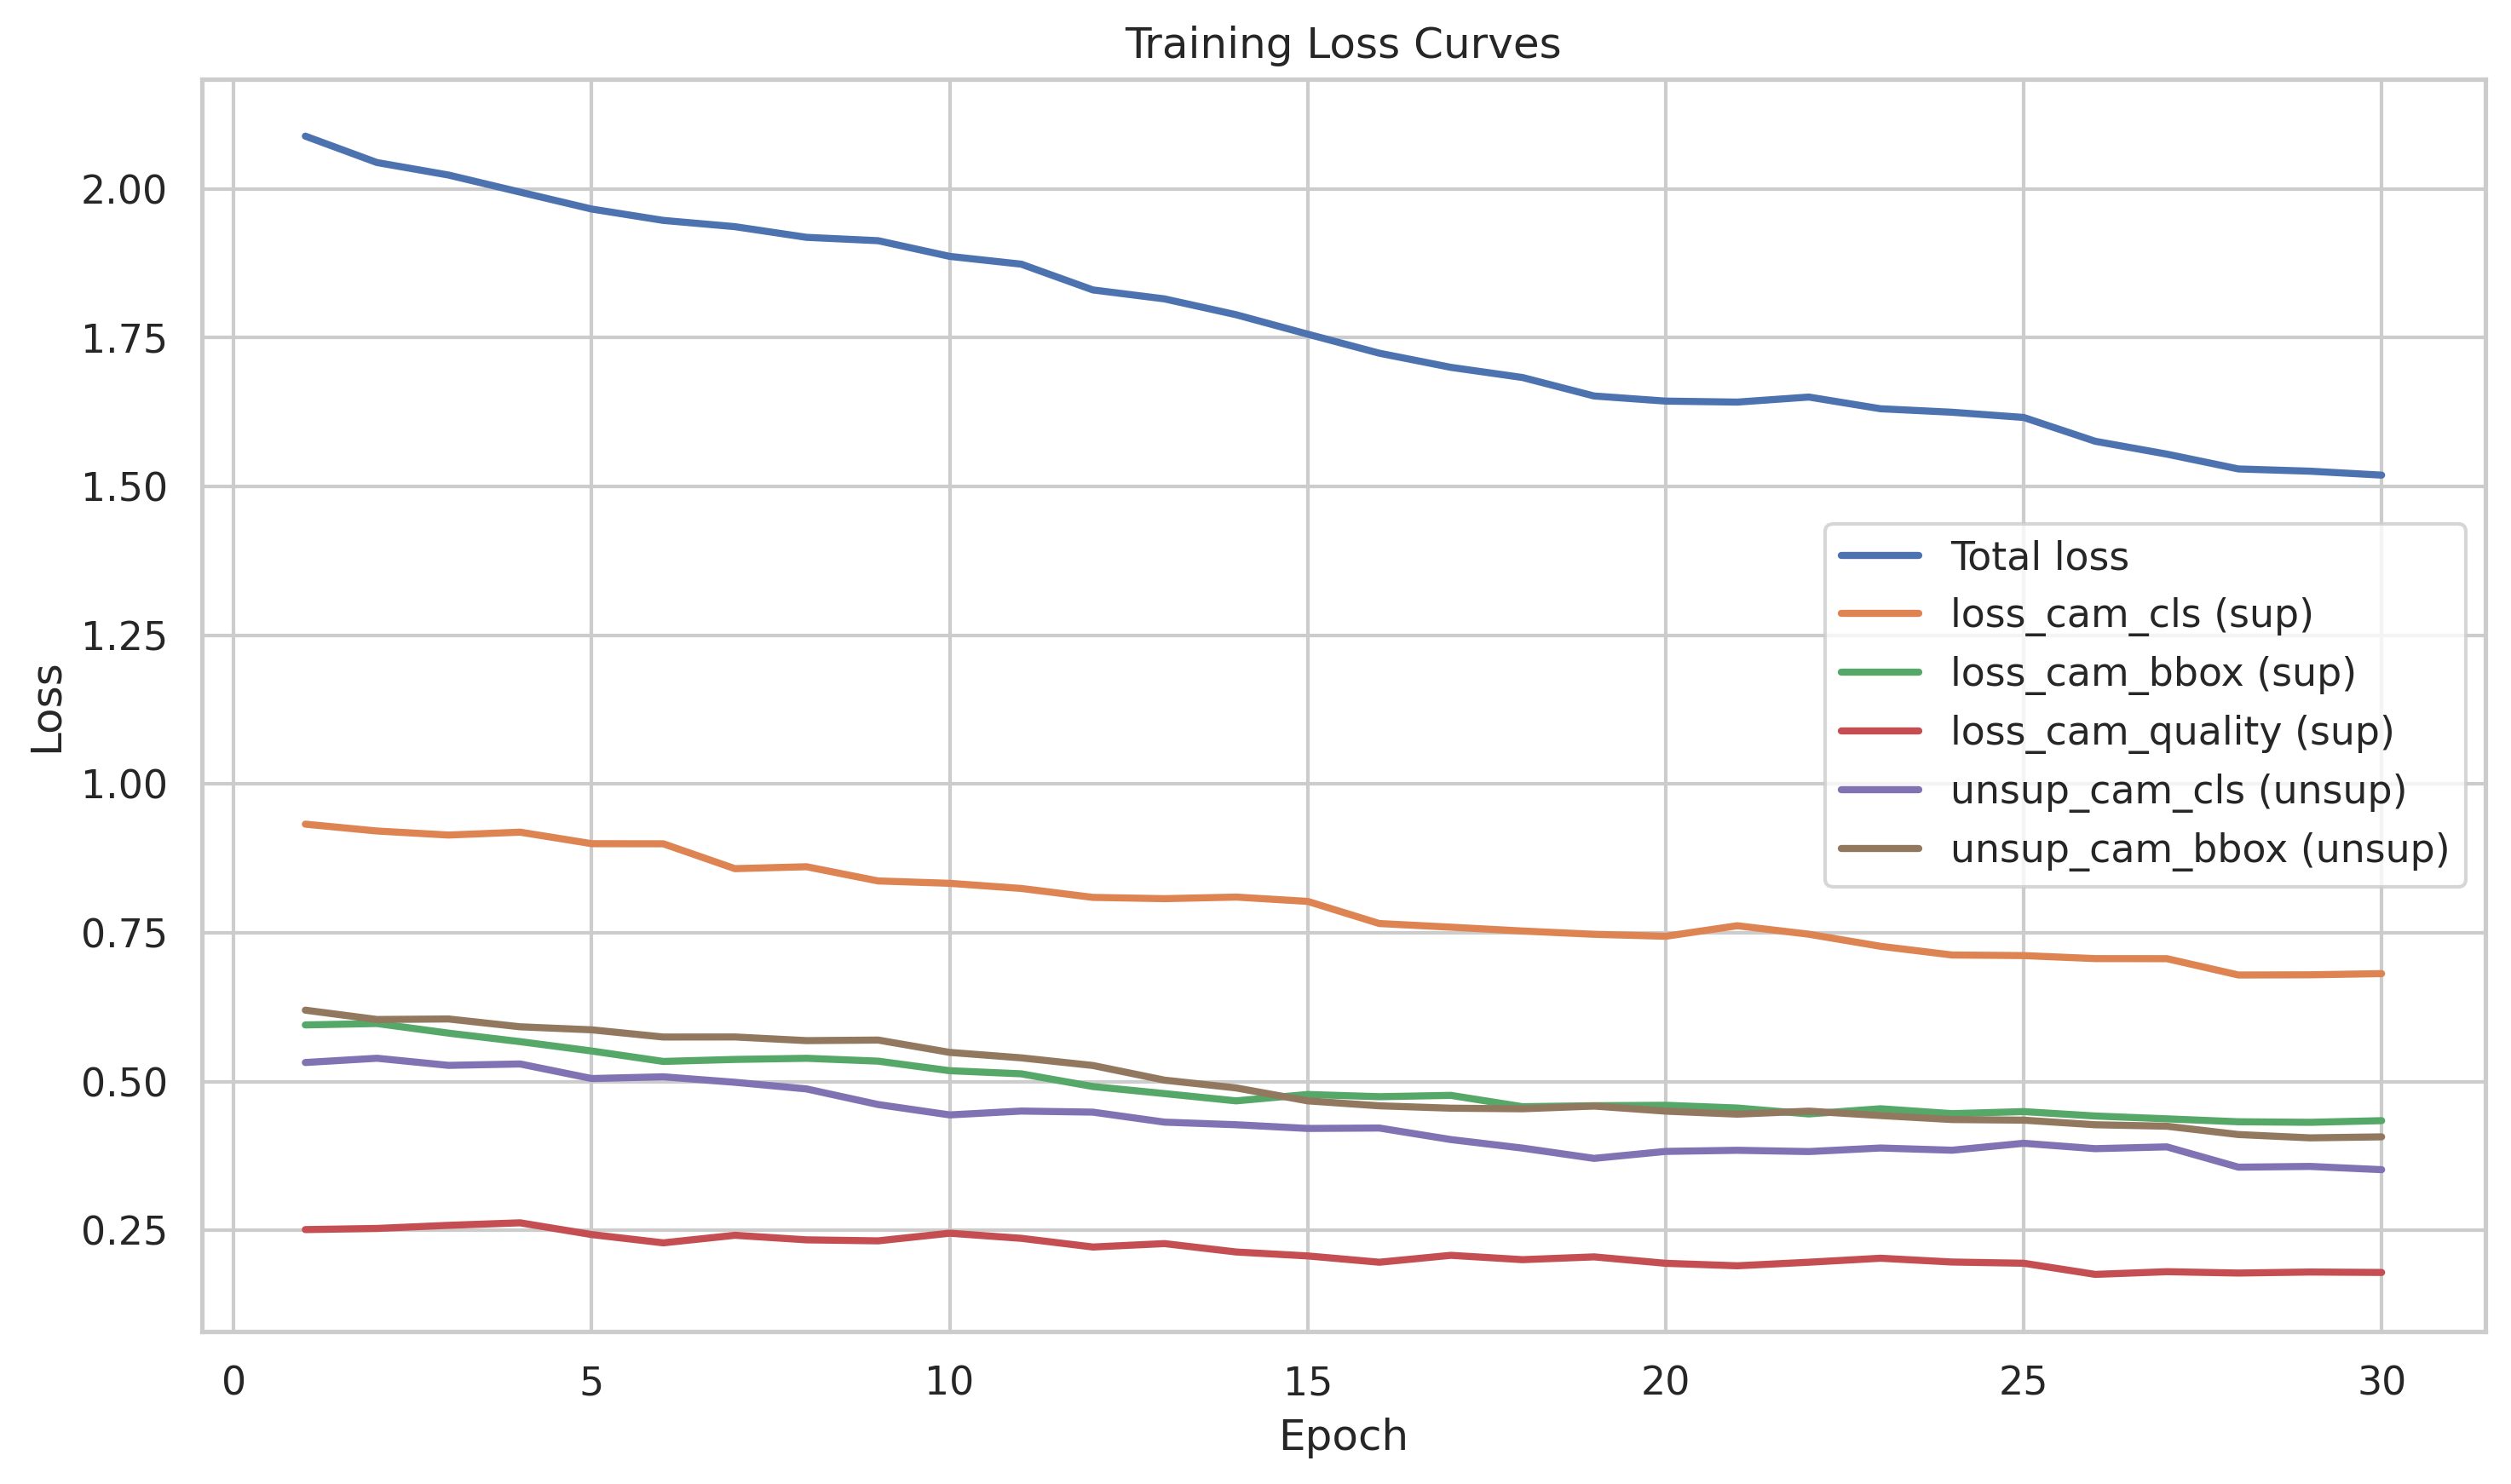 Training Loss Curves
2.00
1.75
1.50
1.25
1.00
0.75
0.50
0.25
Loss
Total loss
loss_cam_cls (sup)
loss_cam_bbox (sup)
loss_cam_quality (sup)
unsup_cam_cls (unsup)
unsup_cam_bbox (unsup)
0 5 10 15 20 25 30
Epoch